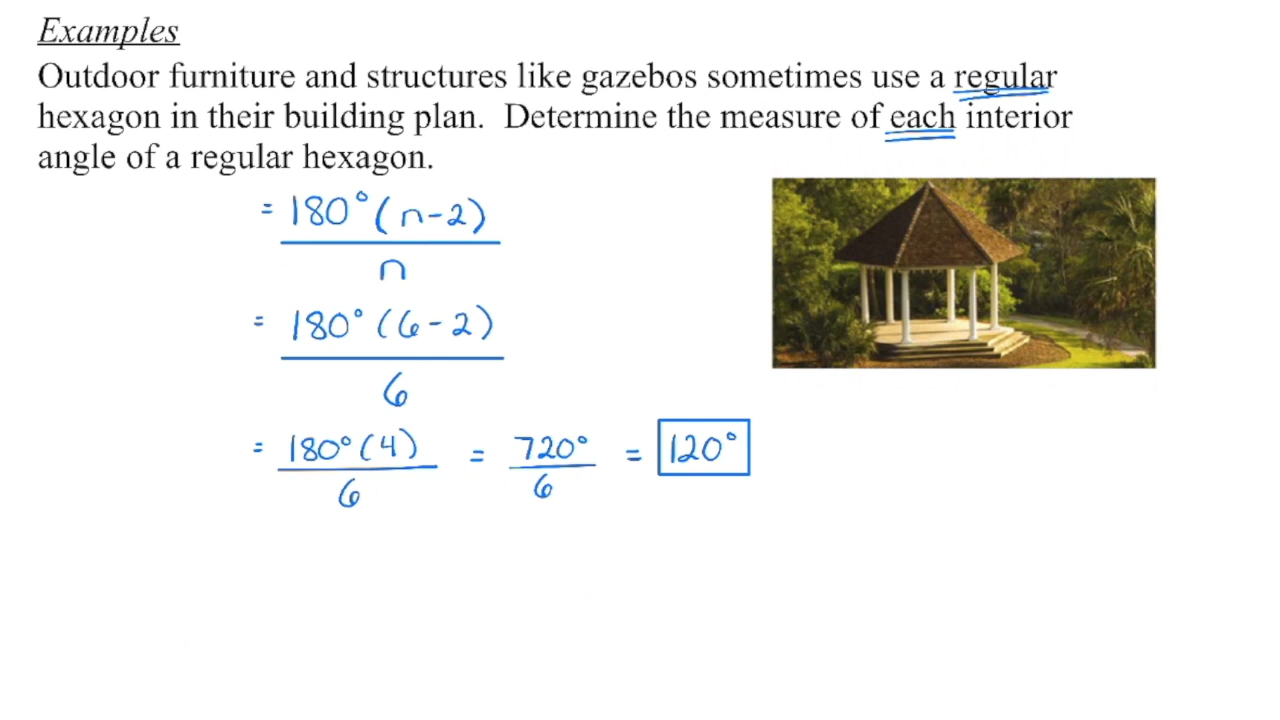 Examples
Outdoor furniture and structures like gazebos sometimes use a regular
hexagon in their building plan. Determine the measure of each interior
angle of a regular hexagon.
= 180°(n-2)
n
= 180°(6-2)
6
= 180°(4) = 720° = 120°
6 6